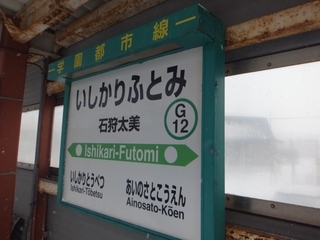 学園都市線
いしかりふとみ
石狩太美
G
12
Ishikari-Futomi
いしかりとうべつ
Ishikari-Tōbetsu
あいのさとこうえん
Ainosato-Kōen